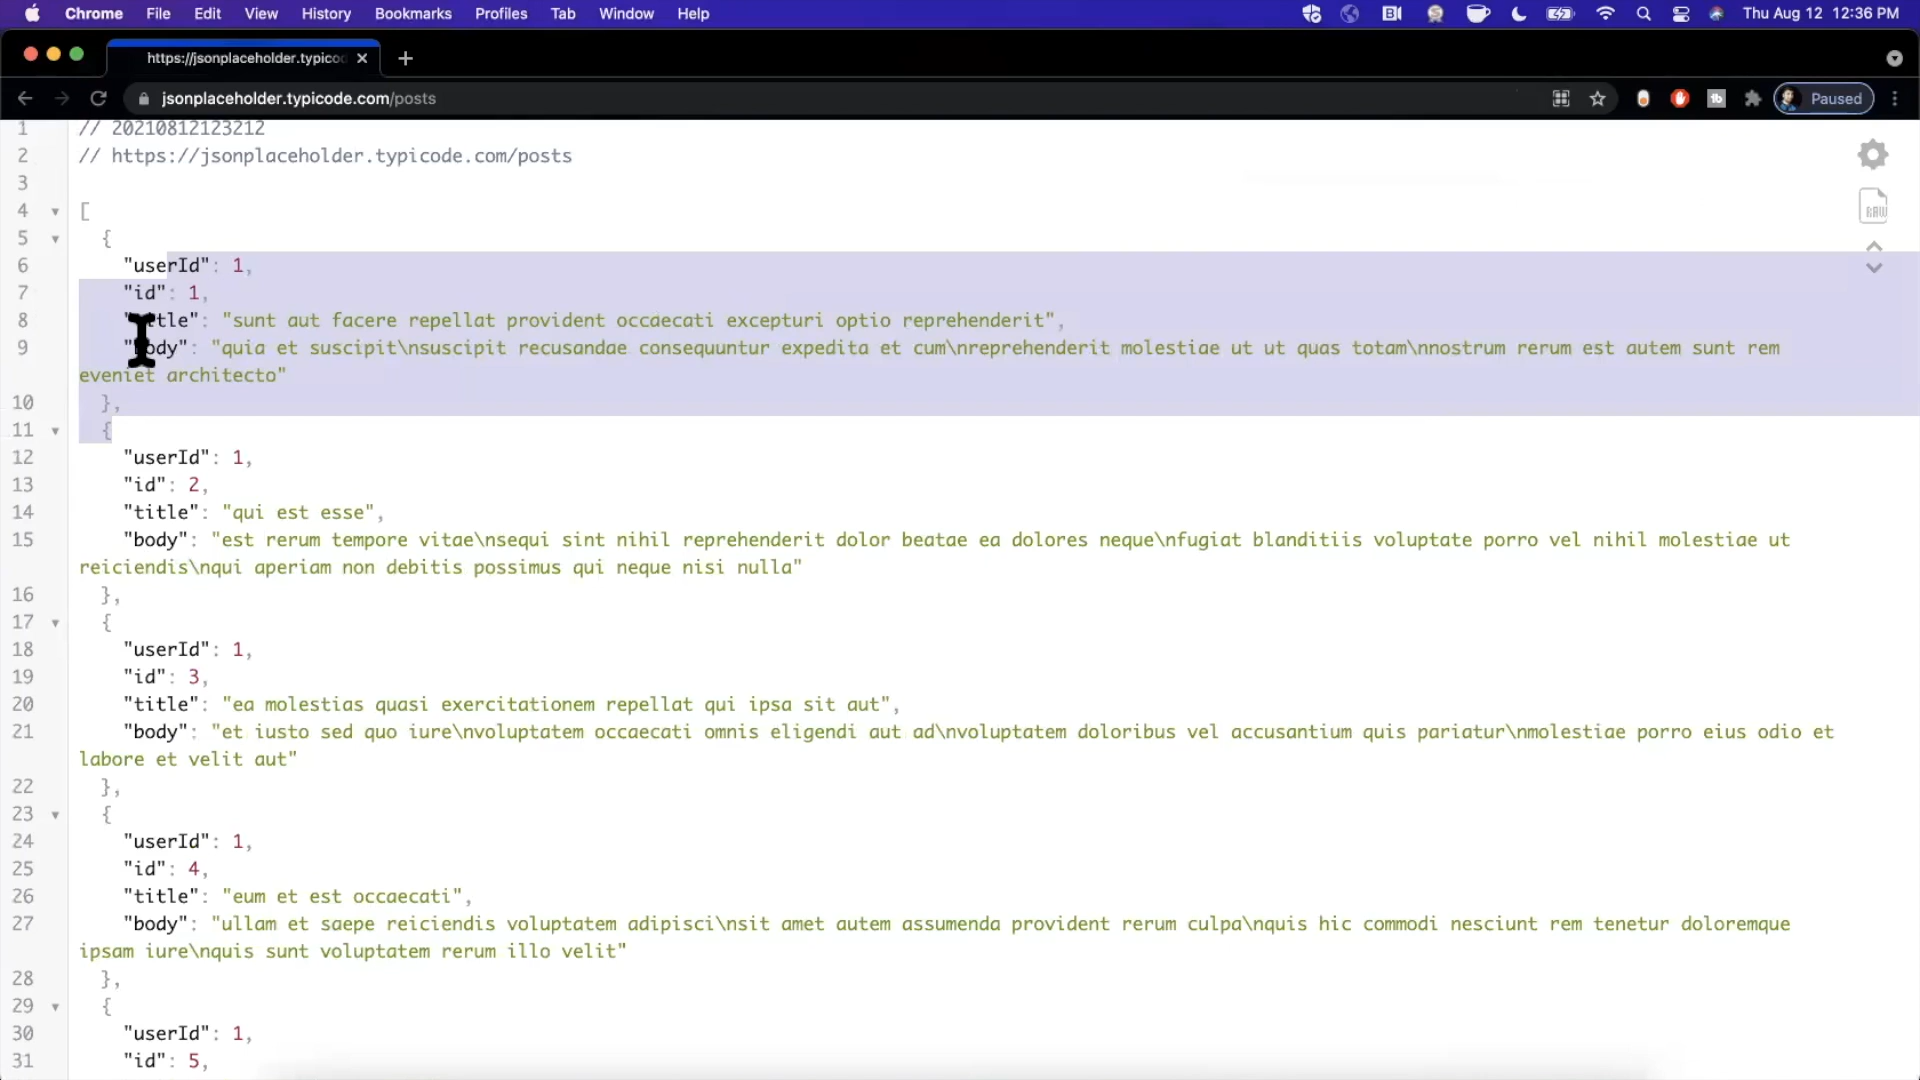 Chrome File Edit View History Bookmarks Profiles Tab Window Help Thu Aug 12 12:36 PM
https://jsonplaceholder.typico
jsonplaceholder.typicode.com/posts Paused
1 // 20210812123212
2 // https://jsonplaceholder.typicode.com/posts
3
4 [
5 {
6 "userId": 1,
7 "id": 1,
8 "title": "sunt aut facere repellat provident occaecati excepturi optio reprehenderit",
9 "body": "quia et suscipit\nsuscipit recusandae consequuntur expedita et cum\nreprehenderit molestiae ut ut quas totam\nnostrum rerum est autem sunt rem
eveniet architecto"
10 },
11 {
12 "userId": 1,
13 "id": 2,
14 "title": "qui est esse",
15 "body": "est rerum tempore vitae\nsequi sint nihil reprehenderit dolor beatae ea dolores neque\nfugiat blanditiis voluptate porro vel nihil molestiae ut
reiciendis\nqui aperiam non debitis possimus qui neque nisi nulla"
16 },
17 {
18 "userId": 1,
19 "id": 3,
20 "title": "ea molestias quasi exercitationem repellat qui ipsa sit aut",
21 "body": "et iusto sed quo iure\nvoluptatem occaecati omnis eligendi aut ad\nvoluptatem doloribus vel accusantium quis pariatur\nmolestiae porro eius odio et
labore et velit aut"
22 },
23 {
24 "userId": 1,
25 "id": 4,
26 "title": "eum et est occaecati",
27 "body": "ullam et saepe reiciendis voluptatem adipisci\nsit amet autem assumenda provident rerum culpa\nquis hic commodi nesciunt rem tenetur doloremque
ipsam iure\nquis sunt voluptatem rerum illo velit"
28 },
29 {
30 "userId": 1,
31 "id": 5,
RAW